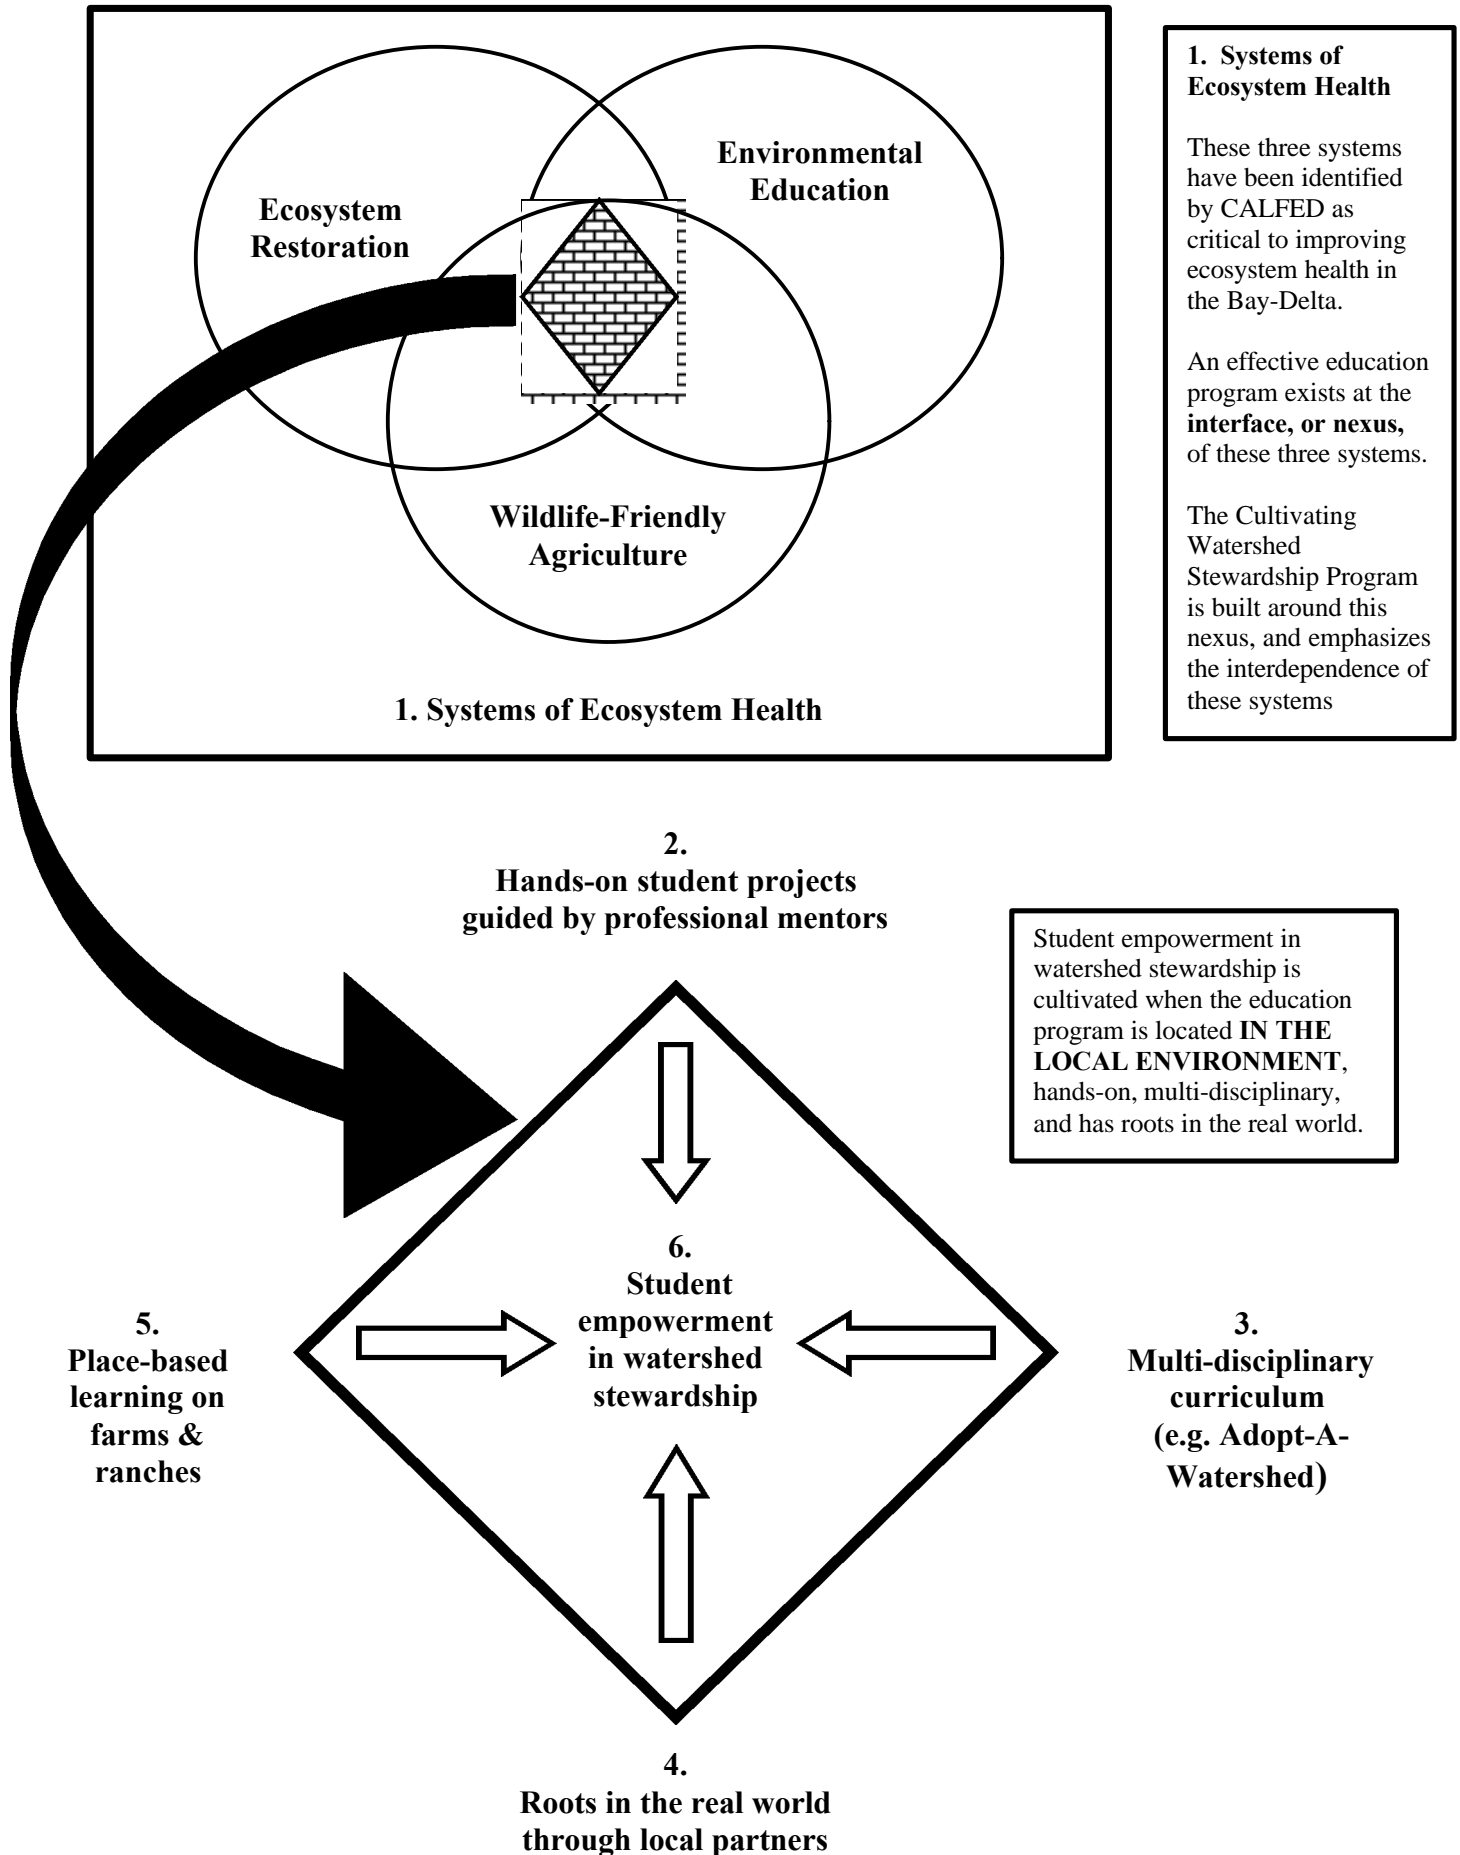 Ecosystem
Restoration
Environmental
Education
Wildlife-Friendly
Agriculture
1. Systems of Ecosystem Health
1.  Systems of
Ecosystem Health
These three systems
have been identified
by CALFED as
critical to improving
ecosystem health in
the Bay-Delta.
An effective education
program exists at the
interface, or nexus,
of these three systems.
The Cultivating
Watershed
Stewardship Program
is built around this
nexus, and emphasizes
the interdependence of
these systems
2.
Hands-on student projects
guided by professional mentors
Student empowerment in
watershed stewardship is
cultivated when the education
program is located IN THE
LOCAL ENVIRONMENT,
hands-on, multi-disciplinary,
and has roots in the real world.
6.
Student
empowerment
in watershed
stewardship
5.
Place-based
learning on
farms &
ranches
3.
Multi-disciplinary
curriculum
(e.g. Adopt-A-
Watershed)
4.
Roots in the real world
through local partners